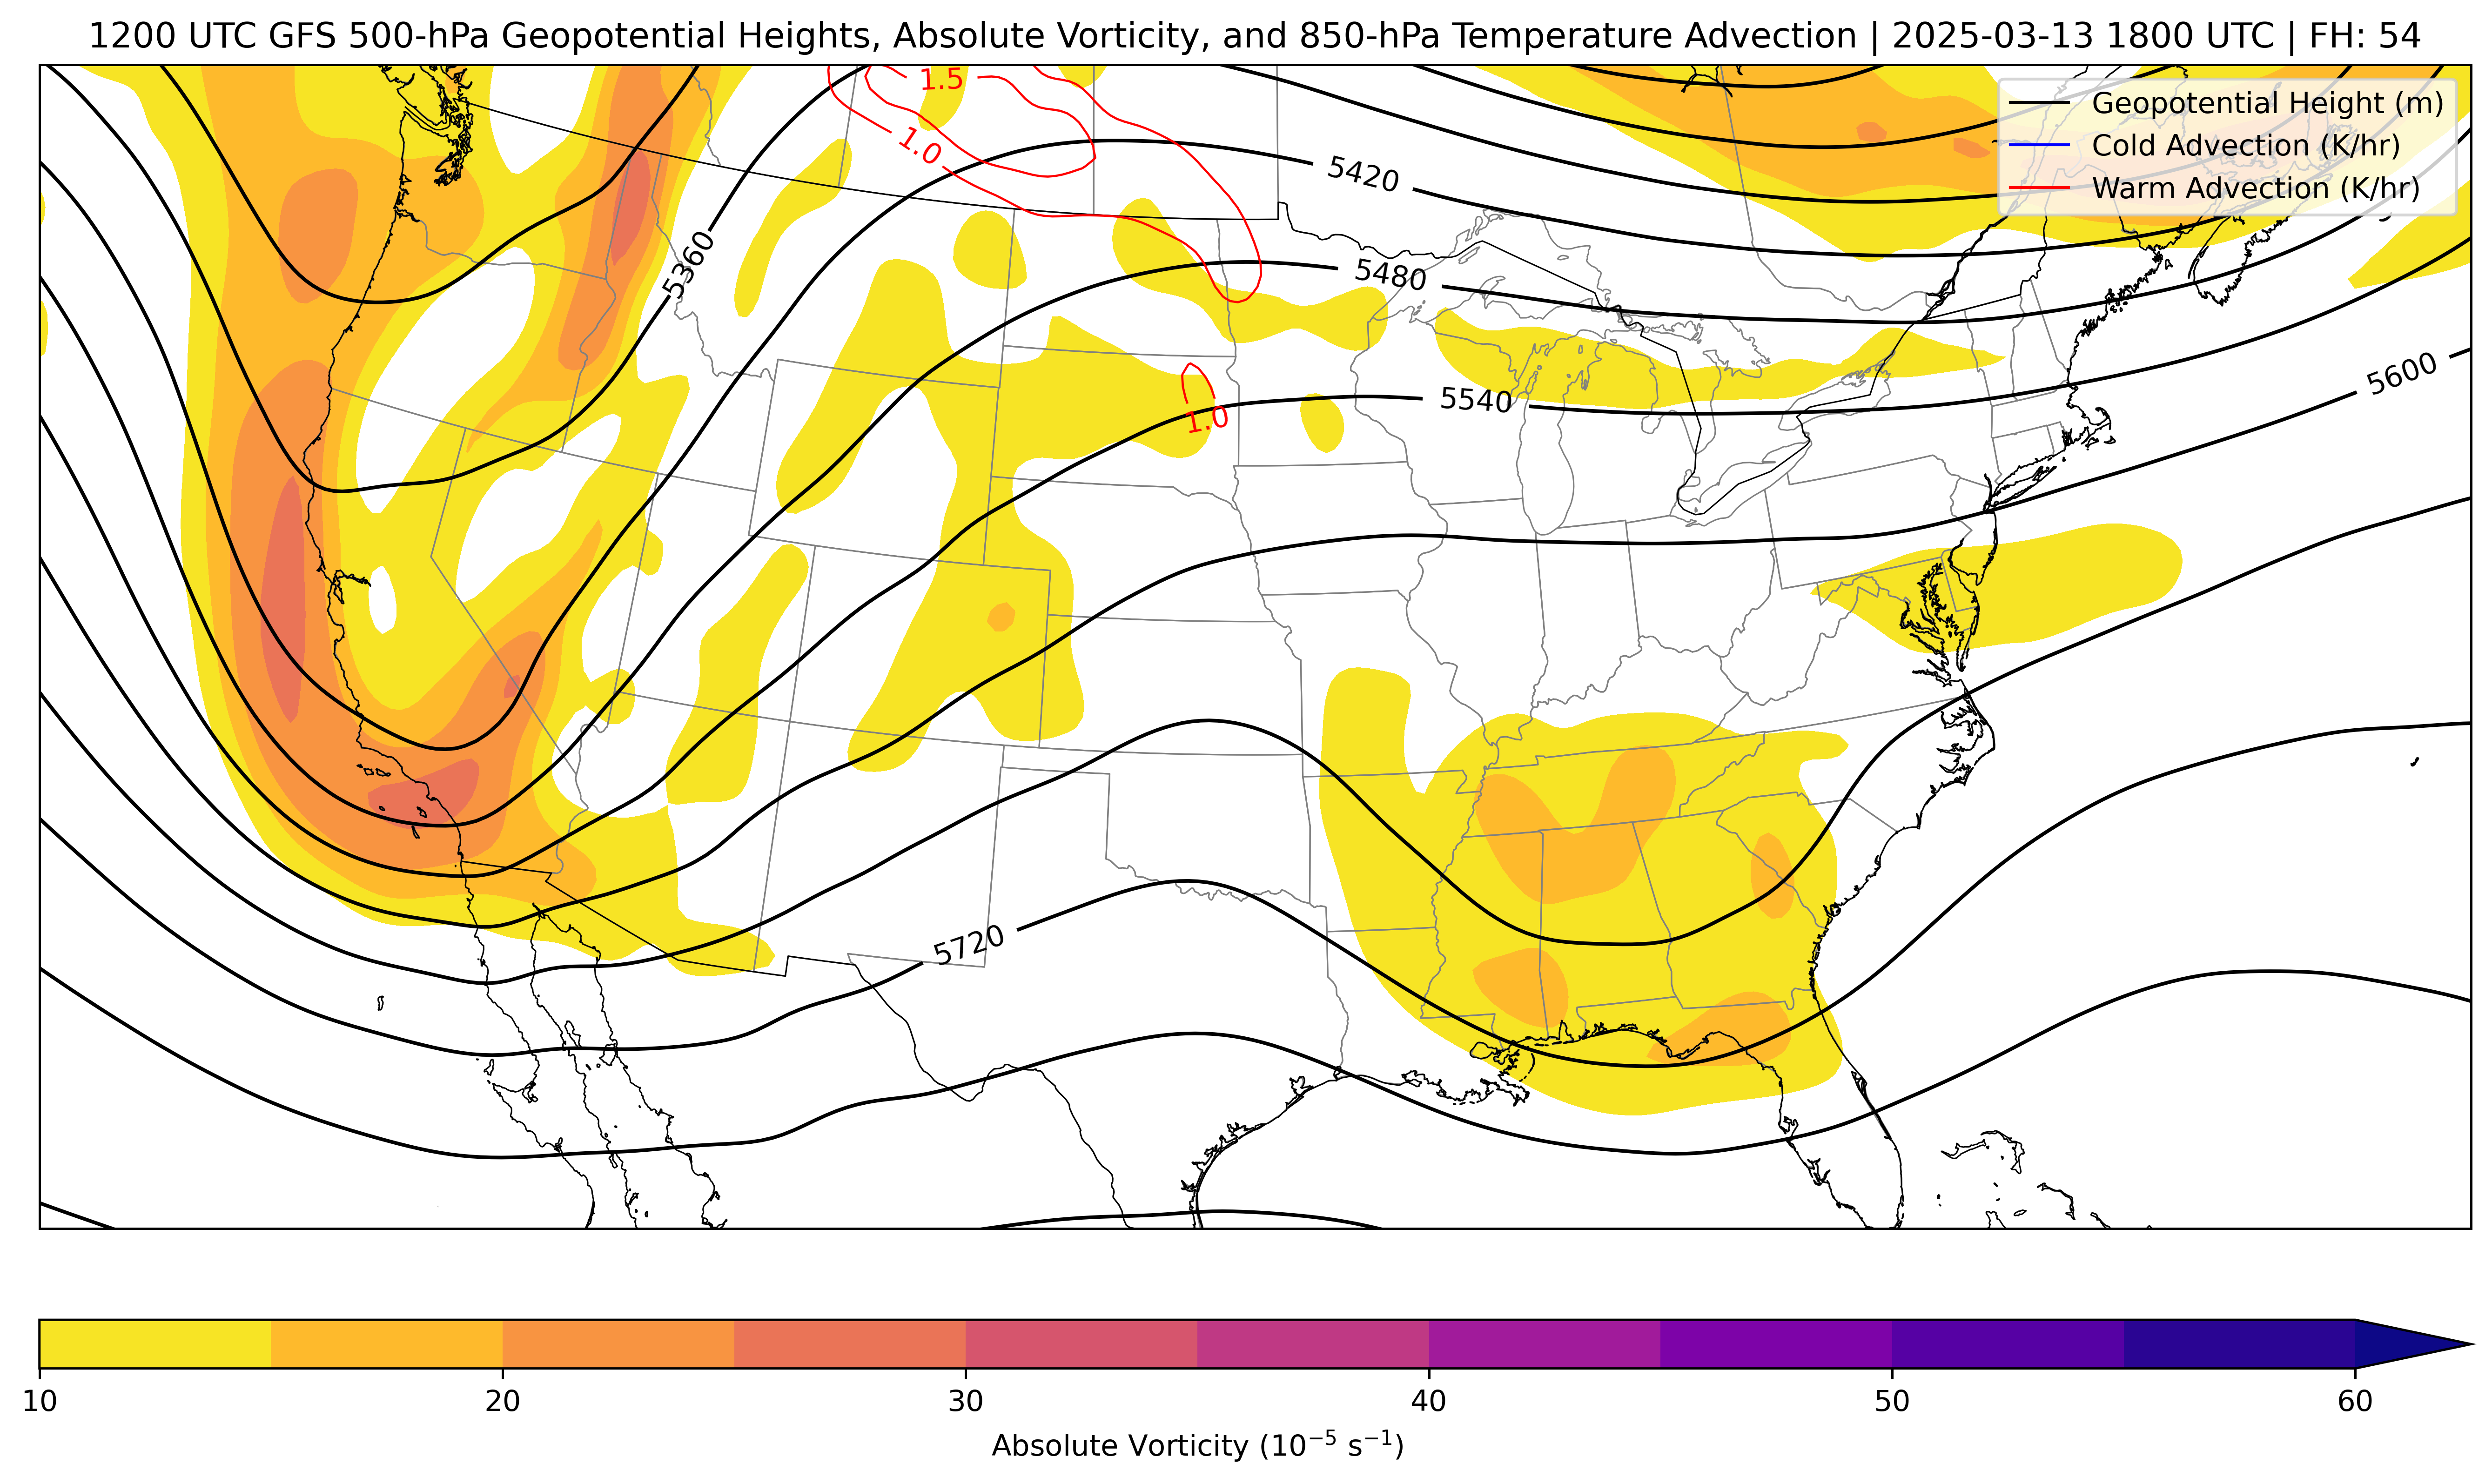 1200 UTC GFS 500-hPa Geopotential Heights, Absolute Vorticity, and 850-hPa Temperature Advection | 2025-03-13 1800 UTC | FH: 54
1.5
Geopotential Height (m)
Cold Advection (K/hr)
Warm Advection (K/hr)
1.0
5420
5360
5480
5600
5540
1.0
5720
10 20 30 40 50 60
Absolute Vorticity (10⁻⁵ s⁻¹)